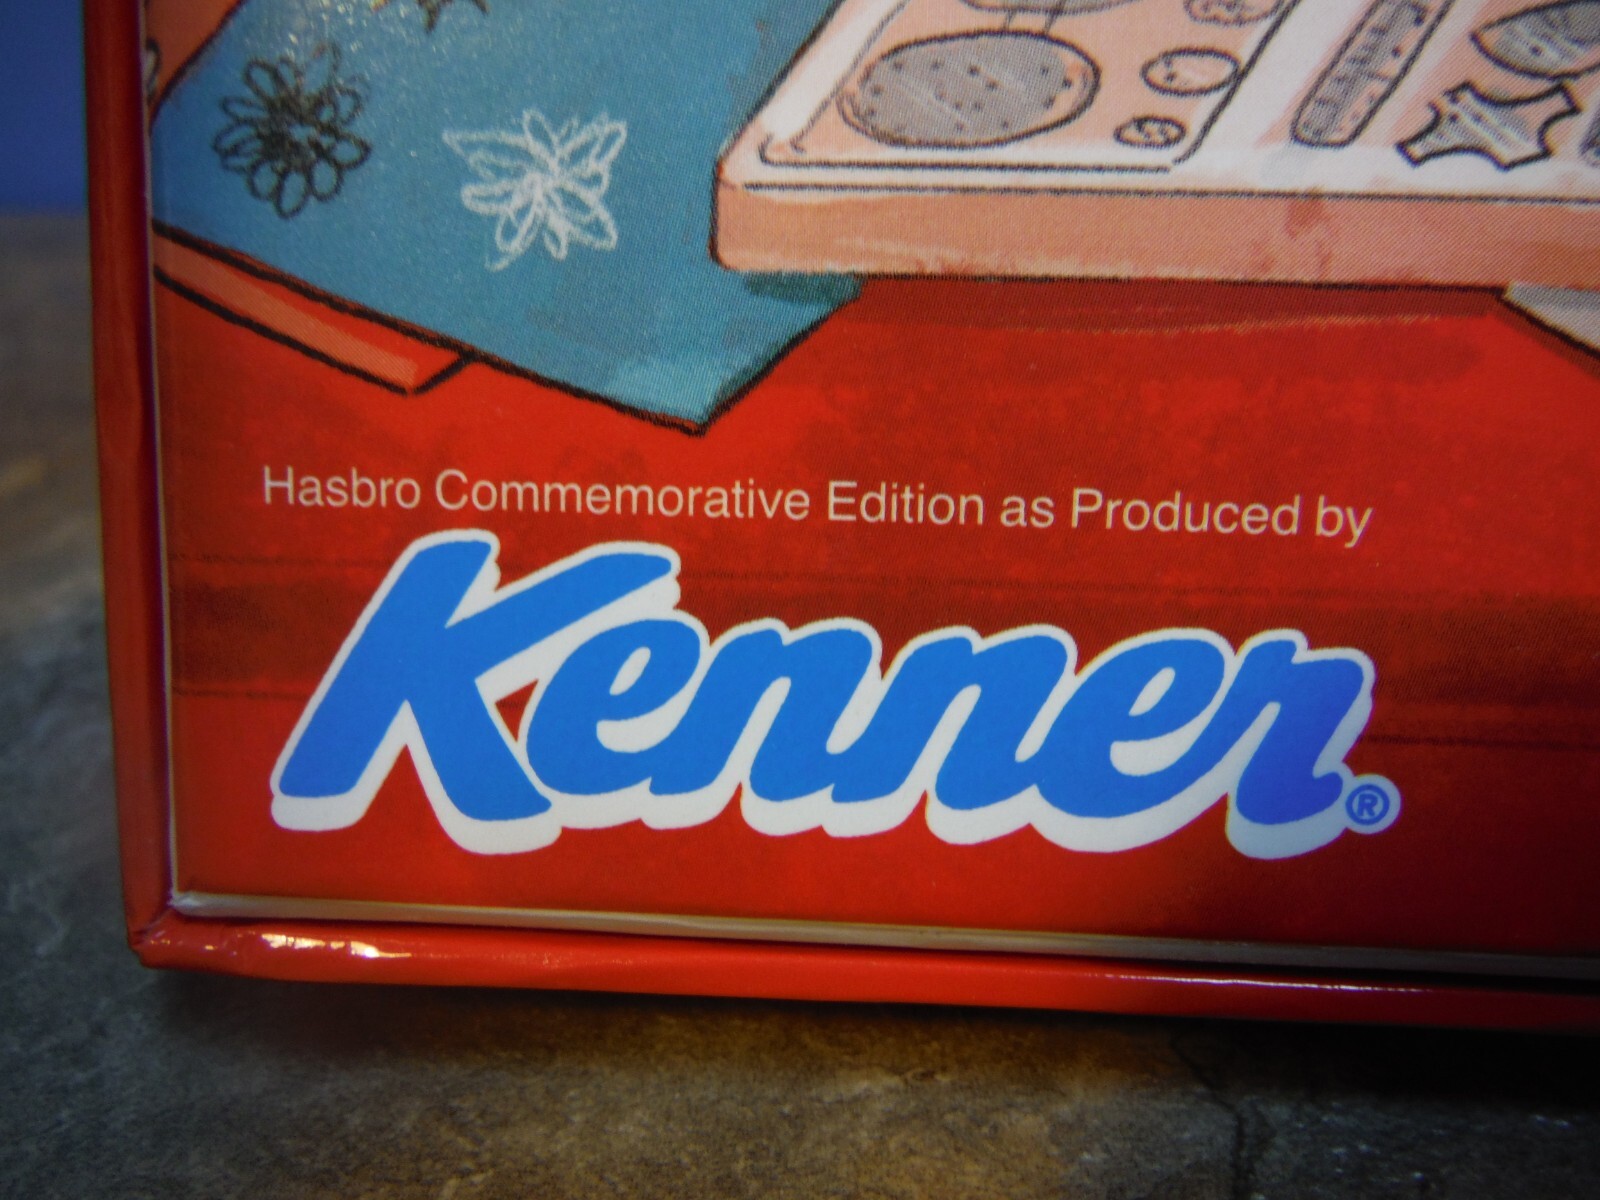 Hasbro Commemorative Edition as Produced by
Kenner®